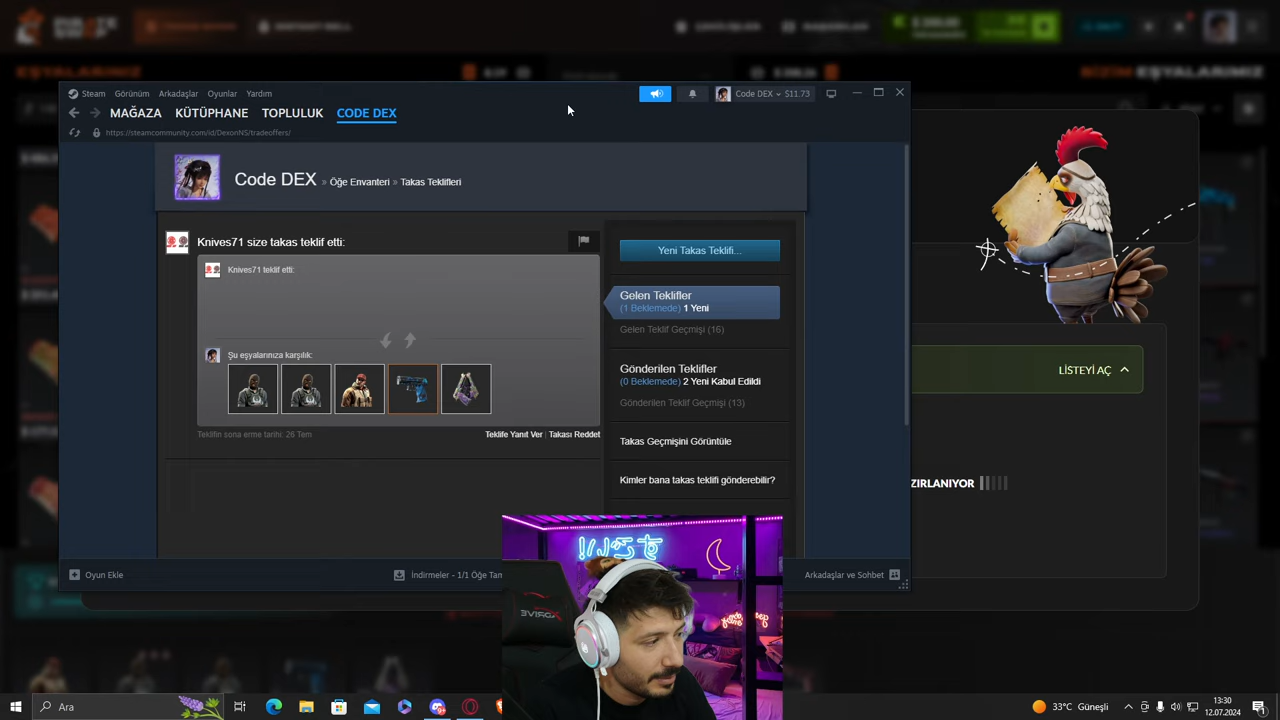 EŞYALARIMIZ
BİZİM EŞYALARIMIZ
Steam Görünüm Arkadaşlar Oyunlar Yardım
Code DEX $11.73
MAĞAZA KÜTÜPHANE TOPLULUK CODE DEX
https://steamcommunity.com/id/DexonNS/tradeoffers/
Code DEX » Öğe Envanteri » Takas Teklifleri
Knives71 size takas teklif etti:
Knives71 teklif etti:
Şu eşyalarınıza karşılık:
Teklifin sona erme tarihi: 26 Tem
Teklife Yanıt Ver | Takası Reddet
Yeni Takas Teklifi...
Gelen Teklifler
(1 Beklemede) 1 Yeni
Gelen Teklif Geçmişi (16)
Gönderilen Teklifler
(0 Beklemede) 2 Yeni Kabul Edildi
Gönderilen Teklif Geçmişi (13)
Takas Geçmişini Görüntüle
Kimler bana takas teklifi gönderebilir?
LİSTEYİ AÇ
ZIRLANIYOR
Oyun Ekle
İndirmeler - 1/1 Öğe Tam
Arkadaşlar ve Sohbet
Ara
33°C Güneşli
13:30
12.07.2024